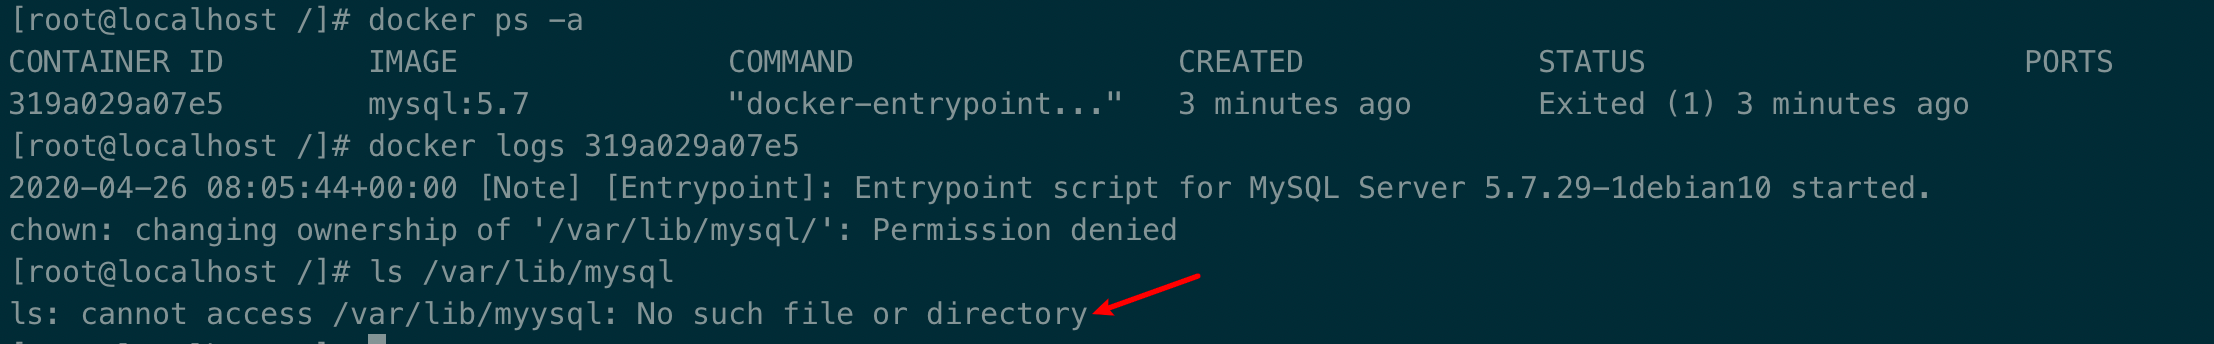 [root@localhost /]# docker ps -a
CONTAINER ID        IMAGE               COMMAND                  CREATED             STATUS                     PORTS
319a029a07e5        mysql:5.7           "docker-entrypoint..."   3 minutes ago       Exited (1) 3 minutes ago
[root@localhost /]# docker logs 319a029a07e5
2020-04-26 08:05:44+00:00 [Note] [Entrypoint]: Entrypoint script for MySQL Server 5.7.29-1debian10 started.
chown: changing ownership of '/var/lib/mysql/': Permission denied
[root@localhost /]# ls /var/lib/mysql
ls: cannot access /var/lib/myysql: No such file or directory